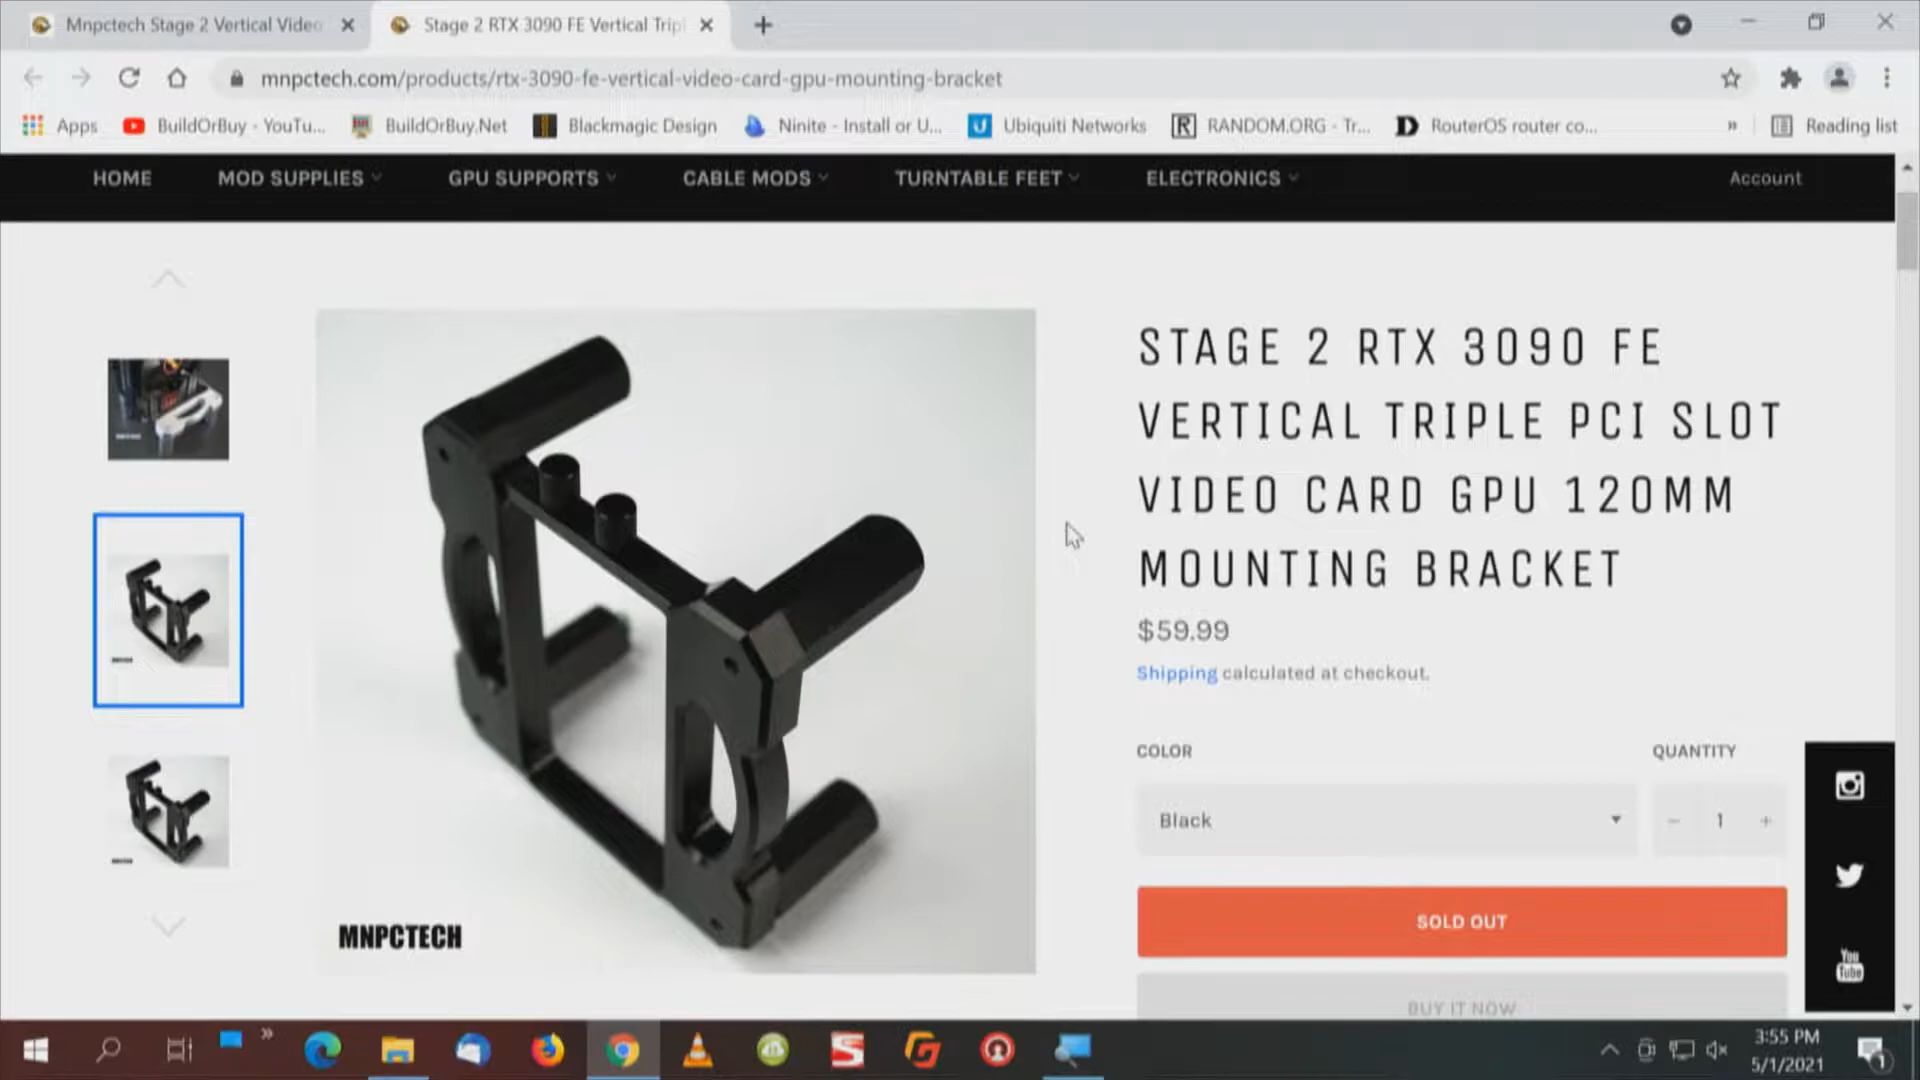 Mnpctech Stage 2 Vertical Video
Stage 2 RTX 3090 FE Vertical Trip
mnpctech.com/products/rtx-3090-fe-vertical-video-card-gpu-mounting-bracket
Apps
BuildOrBuy - YouTu...
BuildOrBuy.Net
Blackmagic Design
Ninite - Install or U...
Ubiquiti Networks
RANDOM.ORG - Tr...
RouterOS router co...
»
Reading list
HOME
MOD SUPPLIES
GPU SUPPORTS
CABLE MODS
TURNTABLE FEET
ELECTRONICS
Account
STAGE 2 RTX 3090 FE
VERTICAL TRIPLE PCI SLOT
VIDEO CARD GPU 120MM
MOUNTING BRACKET
$59.99
Shipping calculated at checkout.
COLOR
QUANTITY
Black
− 1 +
SOLD OUT
BUY IT NOW
MNPCTECH
You
Tube
3:55 PM
5/1/2021
1